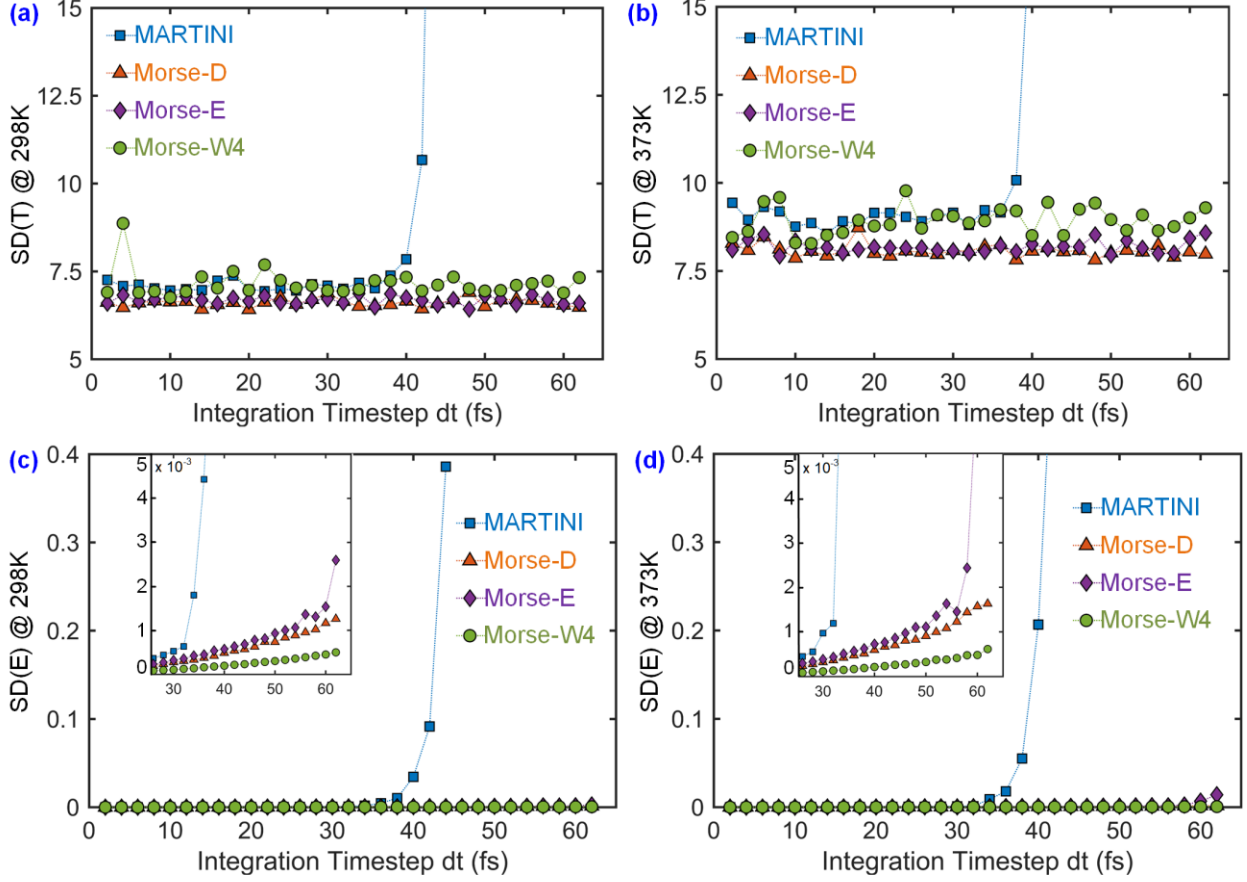 (a)
15
12.5
10
7.5
5
SD(T) @ 298K
MARTINI
Morse-D
Morse-E
Morse-W4
0 10 20 30 40 50 60
Integration Timestep dt (fs)
(b)
15
12.5
10
7.5
5
SD(T) @ 373K
MARTINI
Morse-D
Morse-E
Morse-W4
0 10 20 30 40 50 60
Integration Timestep dt (fs)
(c)
0.4
0.3
0.2
0.1
0
SD(E) @ 298K
5 x 10⁻³
4
3
2
1
0
30 40 50 60
MARTINI
Morse-D
Morse-E
Morse-W4
0 10 20 30 40 50 60
Integration Timestep dt (fs)
(d)
0.4
0.3
0.2
0.1
0
SD(E) @ 373K
5 x 10⁻³
4
3
2
1
0
30 40 50 60
MARTINI
Morse-D
Morse-E
Morse-W4
0 10 20 30 40 50 60
Integration Timestep dt (fs)